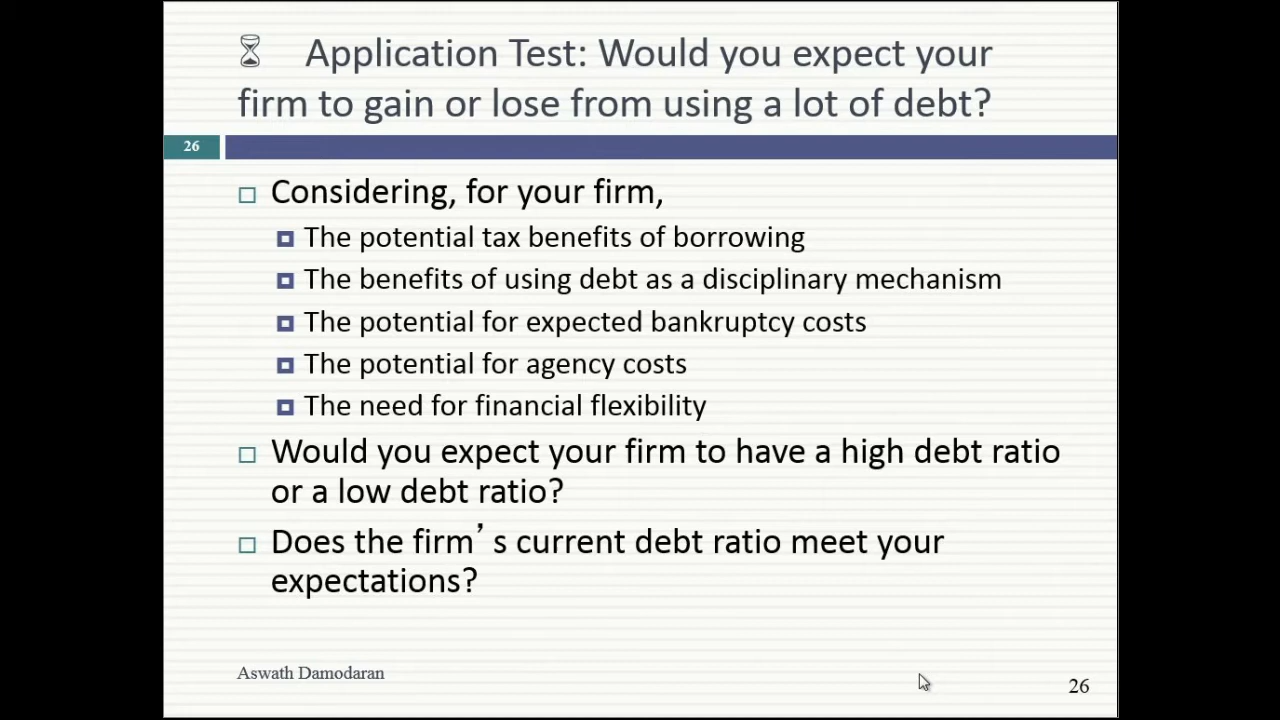 Application Test: Would you expect your
firm to gain or lose from using a lot of debt?
26
Considering, for your firm,
The potential tax benefits of borrowing
The benefits of using debt as a disciplinary mechanism
The potential for expected bankruptcy costs
The potential for agency costs
The need for financial flexibility
Would you expect your firm to have a high debt ratio
or a low debt ratio?
Does the firm’s current debt ratio meet your
expectations?
Aswath Damodaran
26